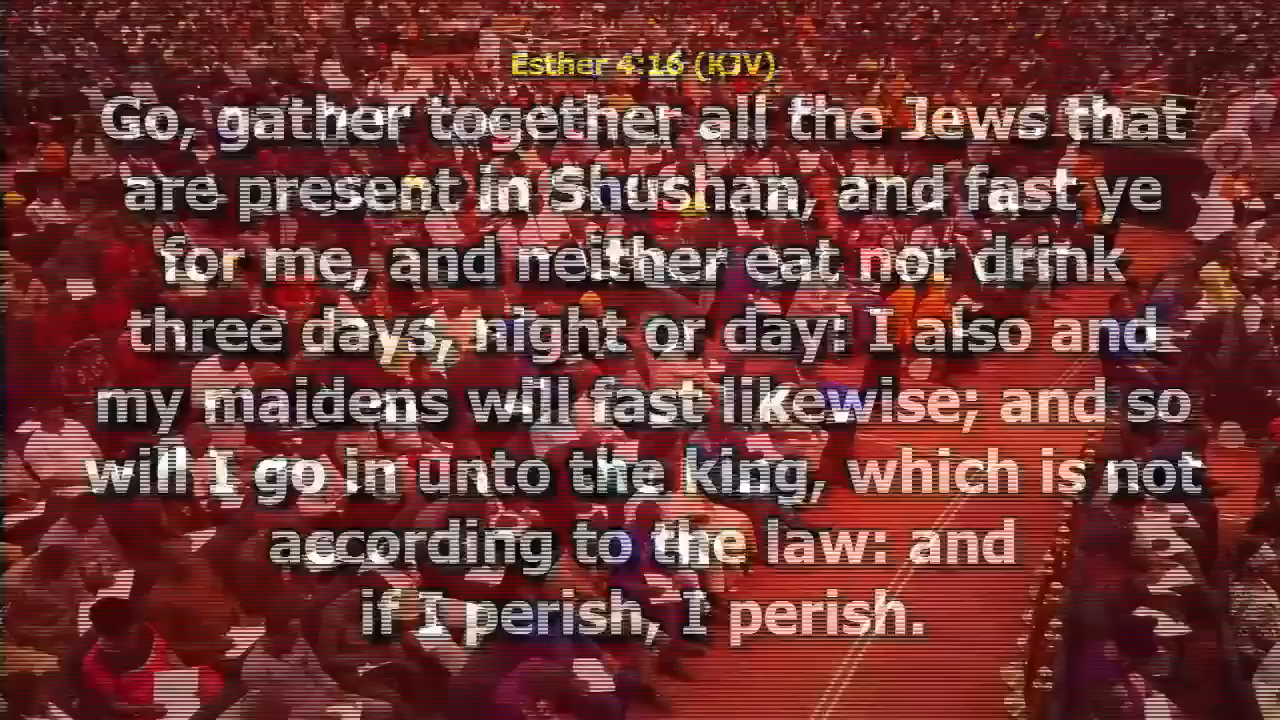 Esther 4:16 (KJV)
Go, gather together all the Jews that
are present in Shushan, and fast ye
for me, and neither eat nor drink
three days, night or day: I also and
my maidens will fast likewise; and so
will I go in unto the king, which is not
according to the law: and
if I perish, I perish.